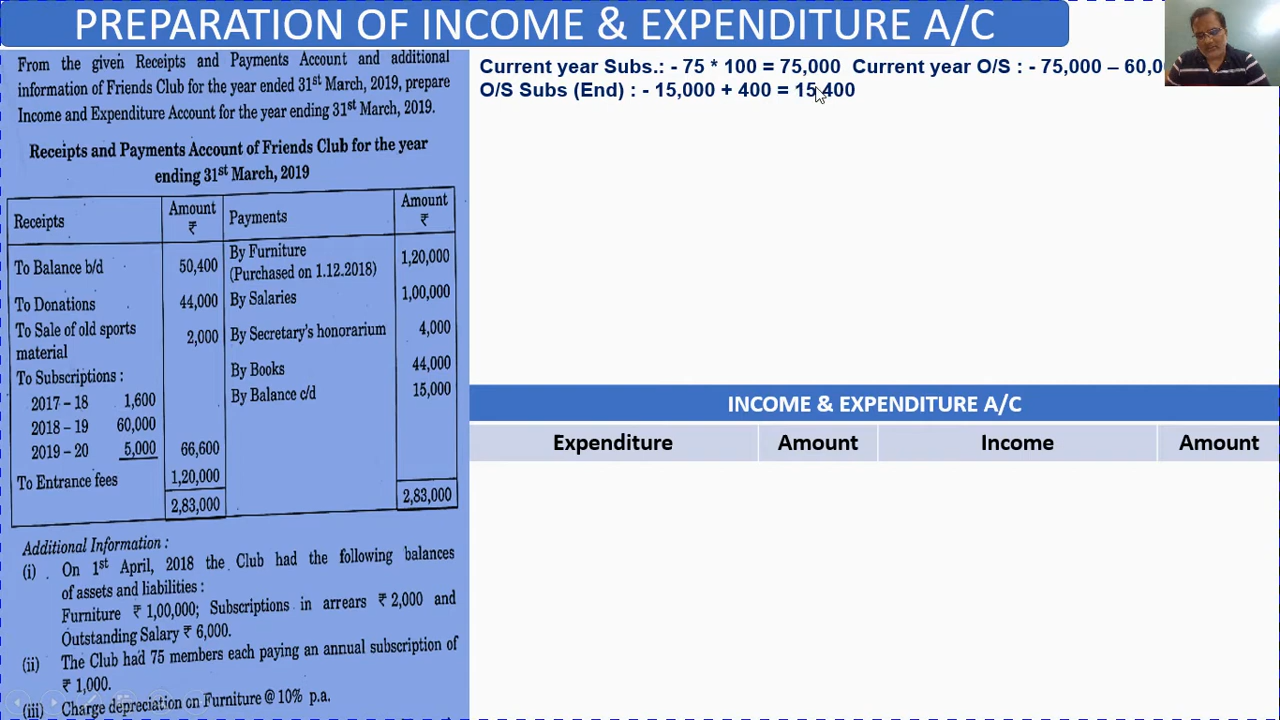 PREPARATION OF INCOME & EXPENDITURE A/C
From the given Receipts and Payments Account and additional
information of Friends Club for the year ended 31st March, 2019, prepare
Income and Expenditure Account for the year ending 31st March, 2019.
Receipts and Payments Account of Friends Club for the year
ending 31st March, 2019
Receipts Amount ₹ Payments Amount ₹
To Balance b/d 50,400 By Furniture (Purchased on 1.12.2018) 1,20,000
To Donations 44,000 By Salaries 1,00,000
To Sale of old sports material 2,000 By Secretary's honorarium 4,000
To Subscriptions : By Books 44,000
2017 – 18 1,600 By Balance c/d 15,000
2018 – 19 60,000
2019 – 20 5,000 66,600
To Entrance fees 1,20,000
2,83,000 2,83,000
Additional Information :
(i) On 1st April, 2018 the Club had the following balances
of assets and liabilities :
Furniture ₹ 1,00,000; Subscriptions in arrears ₹ 2,000 and
Outstanding Salary ₹ 6,000.
(ii) The Club had 75 members each paying an annual subscription of
₹ 1,000.
(iii) Charge depreciation on Furniture @ 10% p.a.
Current year Subs.: - 75 * 100 = 75,000 Current year O/S : - 75,000 – 60,0
O/S Subs (End) : - 15,000 + 400 = 15,400
INCOME & EXPENDITURE A/C
Expenditure Amount Income Amount